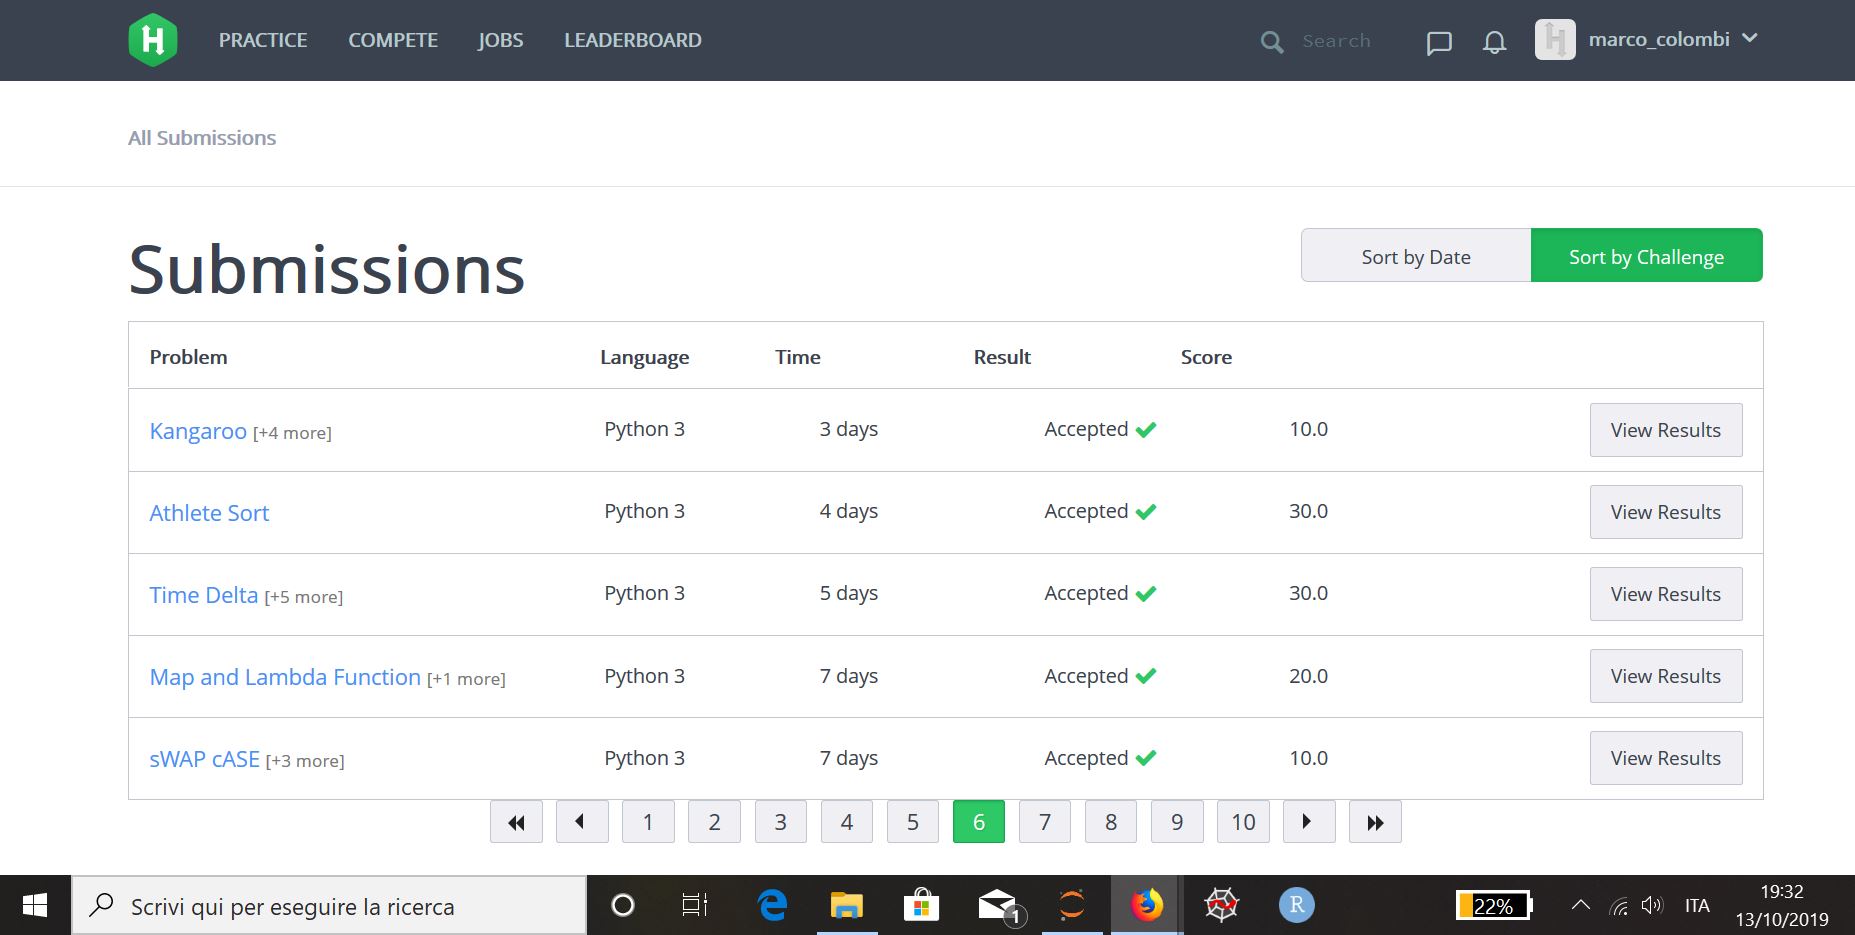 H PRACTICE COMPETE JOBS LEADERBOARD Search H marco_colombi
All Submissions
Submissions
Sort by Date Sort by Challenge
Problem Language Time Result Score
Kangaroo [+4 more] Python 3 3 days Accepted 10.0 View Results
Athlete Sort Python 3 4 days Accepted 30.0 View Results
Time Delta [+5 more] Python 3 5 days Accepted 30.0 View Results
Map and Lambda Function [+1 more] Python 3 7 days Accepted 20.0 View Results
sWAP cASE [+3 more] Python 3 7 days Accepted 10.0 View Results
1 2 3 4 5 6 7 8 9 10
Scrivi qui per eseguire la ricerca 1 R 22% ITA 19:32
13/10/2019